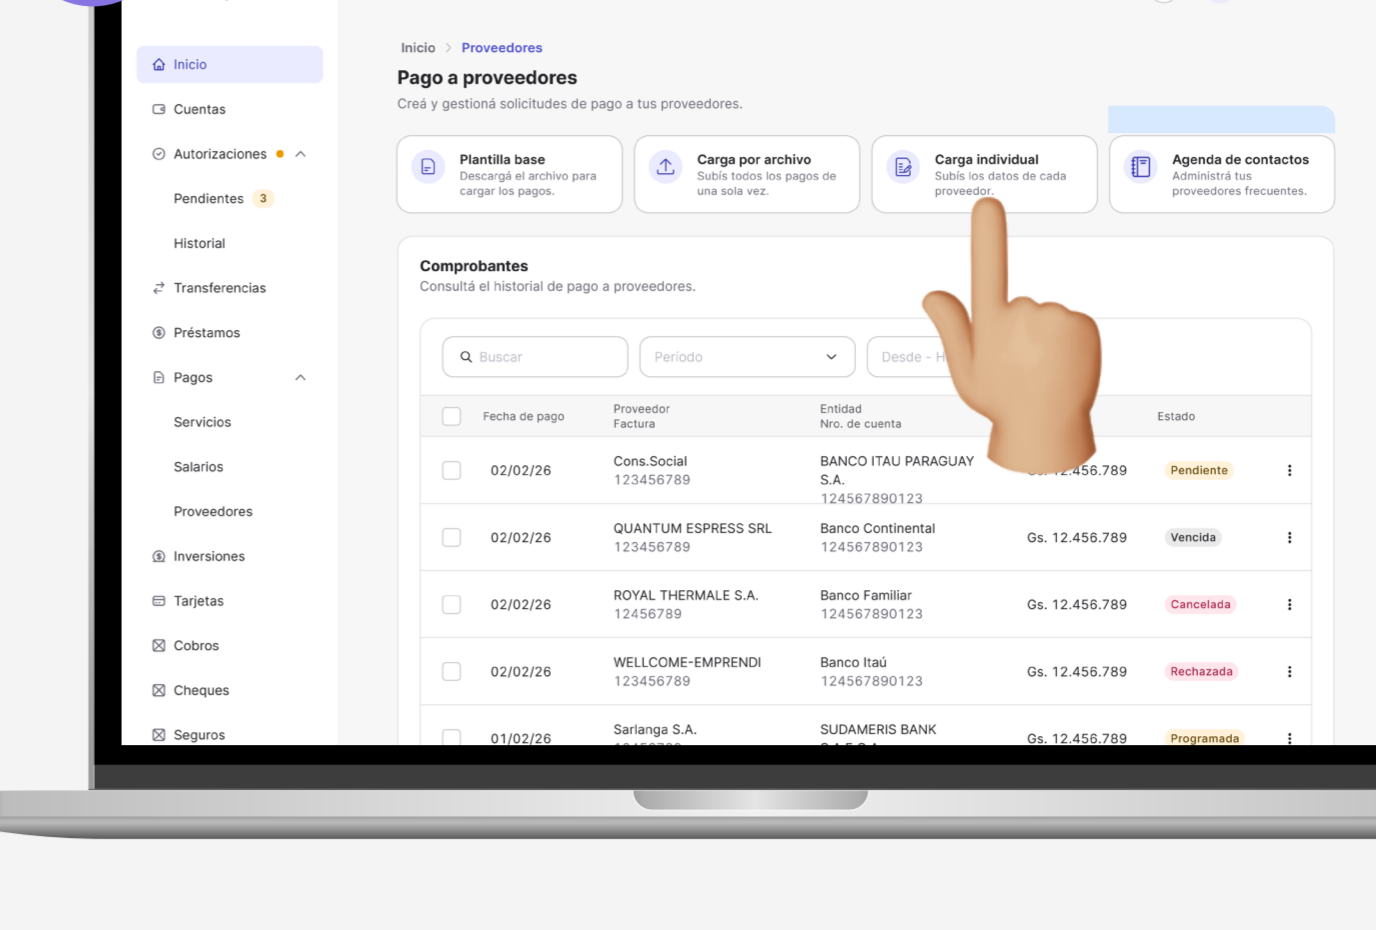 Inicio
Cuentas
Autorizaciones
Pendientes 3
Historial
Transferencias
Préstamos
Pagos
Servicios
Salarios
Proveedores
Inversiones
Tarjetas
Cobros
Cheques
Seguros
Inicio > Proveedores
Pago a proveedores
Creá y gestioná solicitudes de pago a tus proveedores.
Plantilla base
Descargá el archivo para
cargar los pagos.
Carga por archivo
Subís todos los pagos de
una sola vez.
Carga individual
Subís los datos de cada
proveedor.
Agenda de contactos
Administrá tus
proveedores frecuentes.
Comprobantes
Consultá el historial de pago a proveedores.
Buscar
Período
Desde -
Fecha de pago
Proveedor
Factura
Entidad
Nro. de cuenta
Estado
02/02/26
Cons.Social
123456789
BANCO ITAU PARAGUAY
S.A.
124567890123
12.456.789
Pendiente
02/02/26
QUANTUM ESPRESS SRL
123456789
Banco Continental
124567890123
Gs. 12.456.789
Vencida
02/02/26
ROYAL THERMALE S.A.
12456789
Banco Familiar
124567890123
Gs. 12.456.789
Cancelada
02/02/26
WELLCOME-EMPRENDI
123456789
Banco Itaú
124567890123
Gs. 12.456.789
Rechazada
01/02/26
Sarlanga S.A.
SUDAMERIS BANK
Gs. 12.456.789
Programada